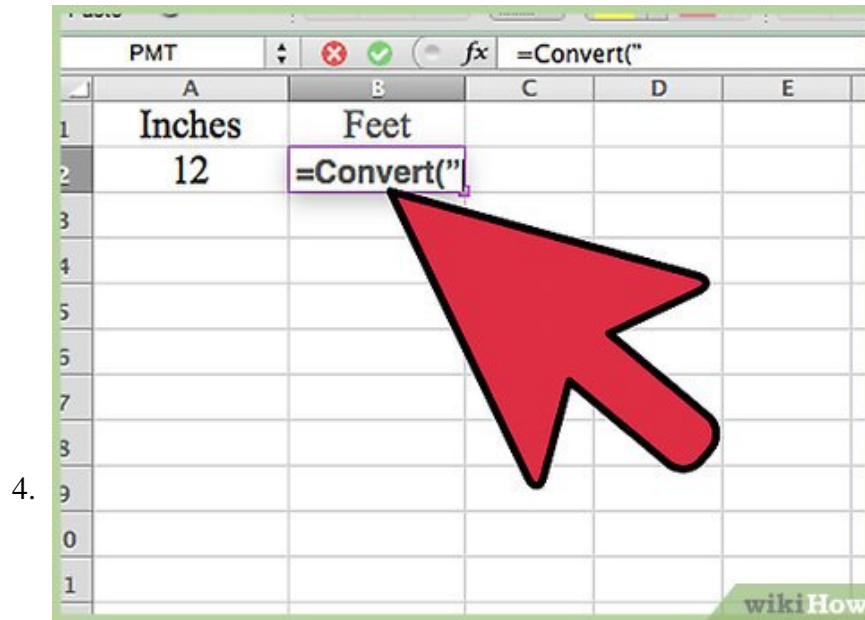 PMT fx =Convert("
A B C D E
1 Inches Feet
2 12 =Convert("
3
4
5
6
7
8
4. 9
0
1
wikiHow